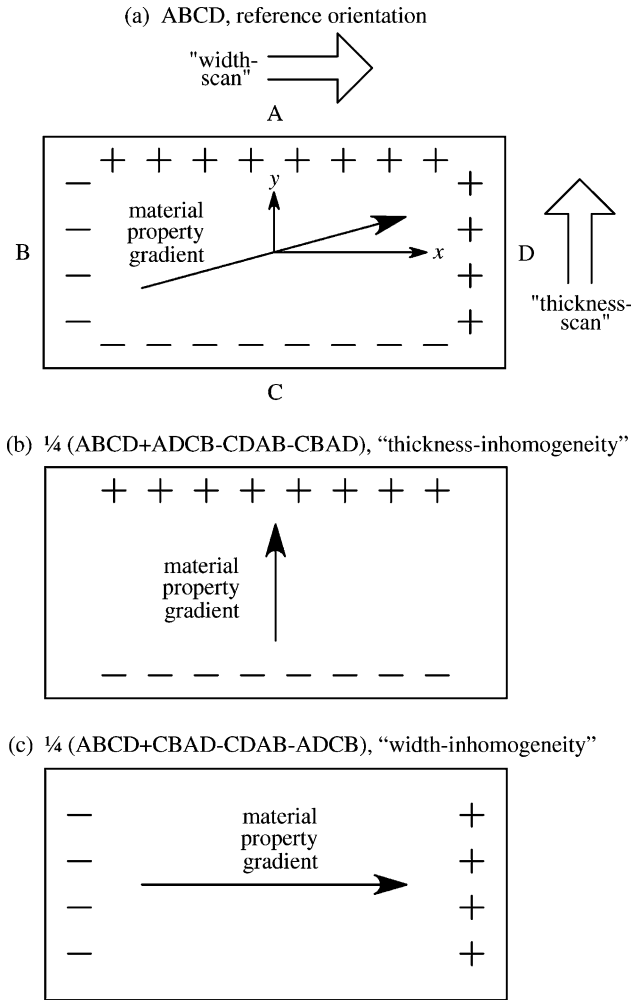 (a) ABCD, reference orientation
"width-
scan"
A
+ + + + + + + +
y
material
property
gradient
x
B
D
"thickness-
scan"
C
(b) ¼ (ABCD+ADCB-CDAB-CBAD), “thickness-inhomogeneity”
+ + + + + + + +
material
property
gradient
(c) ¼ (ABCD+CBAD-CDAB-ADCB), “width-inhomogeneity”
material
property
gradient